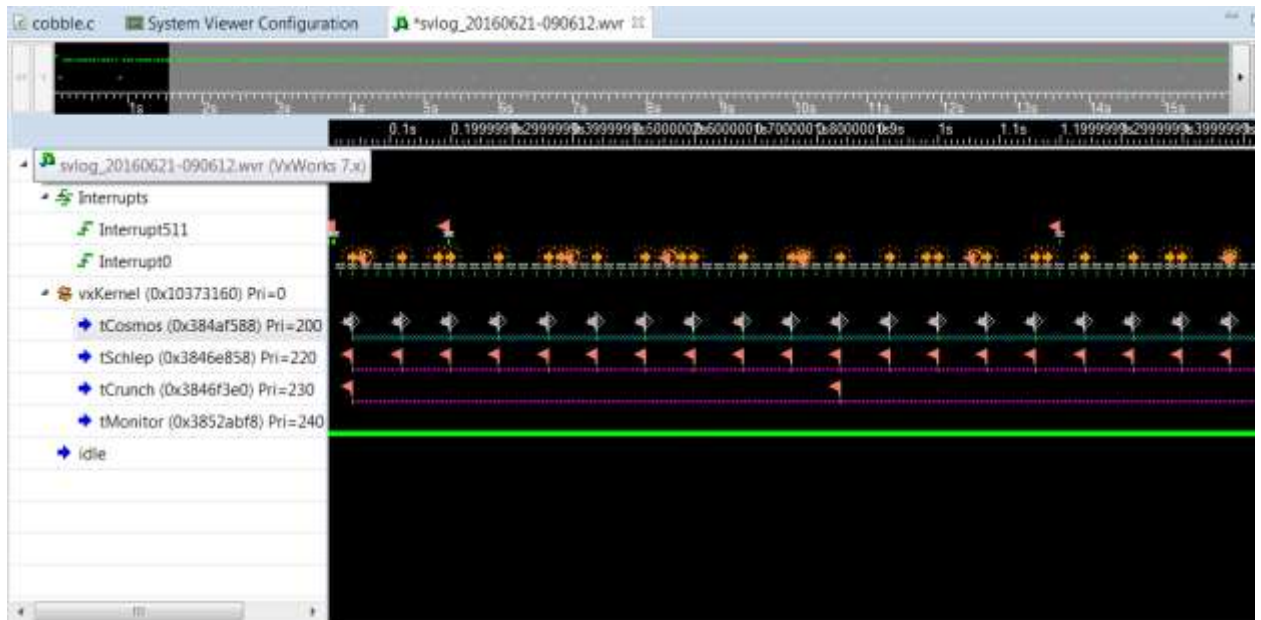 cobble.c System Viewer Configuration *svlog_20160621-090612.wvr
1s 2s 3s 4s 5s 6s 7s 8s 9s 10s 11s 12s 13s 14s 15s
0.1s 0.1999999 1s 1.1s
svlog_20160621-090612.wvr (VxWorks 7.x)
Interrupts
Interrupt511
Interrupt0
vxKernel (0x10373160) Pri=0
tCosmos (0x384af588) Pri=200
tSchlep (0x3846e858) Pri=220
tCrunch (0x3846f3e0) Pri=230
tMonitor (0x3852abf8) Pri=240
idle